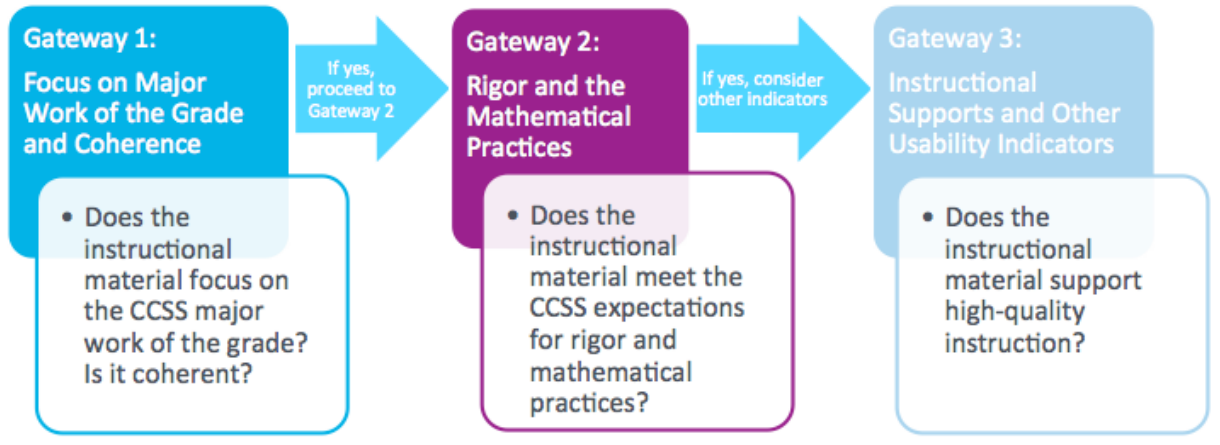 Gateway 1:
Focus on Major
Work of the Grade
and Coherence
• Does the
instructional
material focus on
the CCSS major
work of the grade?
Is it coherent?
If yes,
proceed to
Gateway 2
Gateway 2:
Rigor and the
Mathematical
Practices
• Does the
instructional
material meet the
CCSS expectations
for rigor and
mathematical
practices?
If yes, consider
other indicators
Gateway 3:
Instructional
Supports and Other
Usability Indicators
• Does the
instructional
material support
high-quality
instruction?